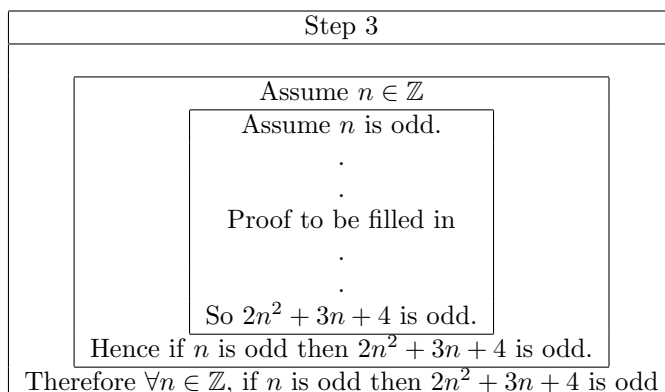 Step 3
Assume n ∈ ℤ
Assume n is odd.
.
.
Proof to be filled in
.
.
So 2n² + 3n + 4 is odd.
Hence if n is odd then 2n² + 3n + 4 is odd.
Therefore ∀n ∈ ℤ, if n is odd then 2n² + 3n + 4 is odd